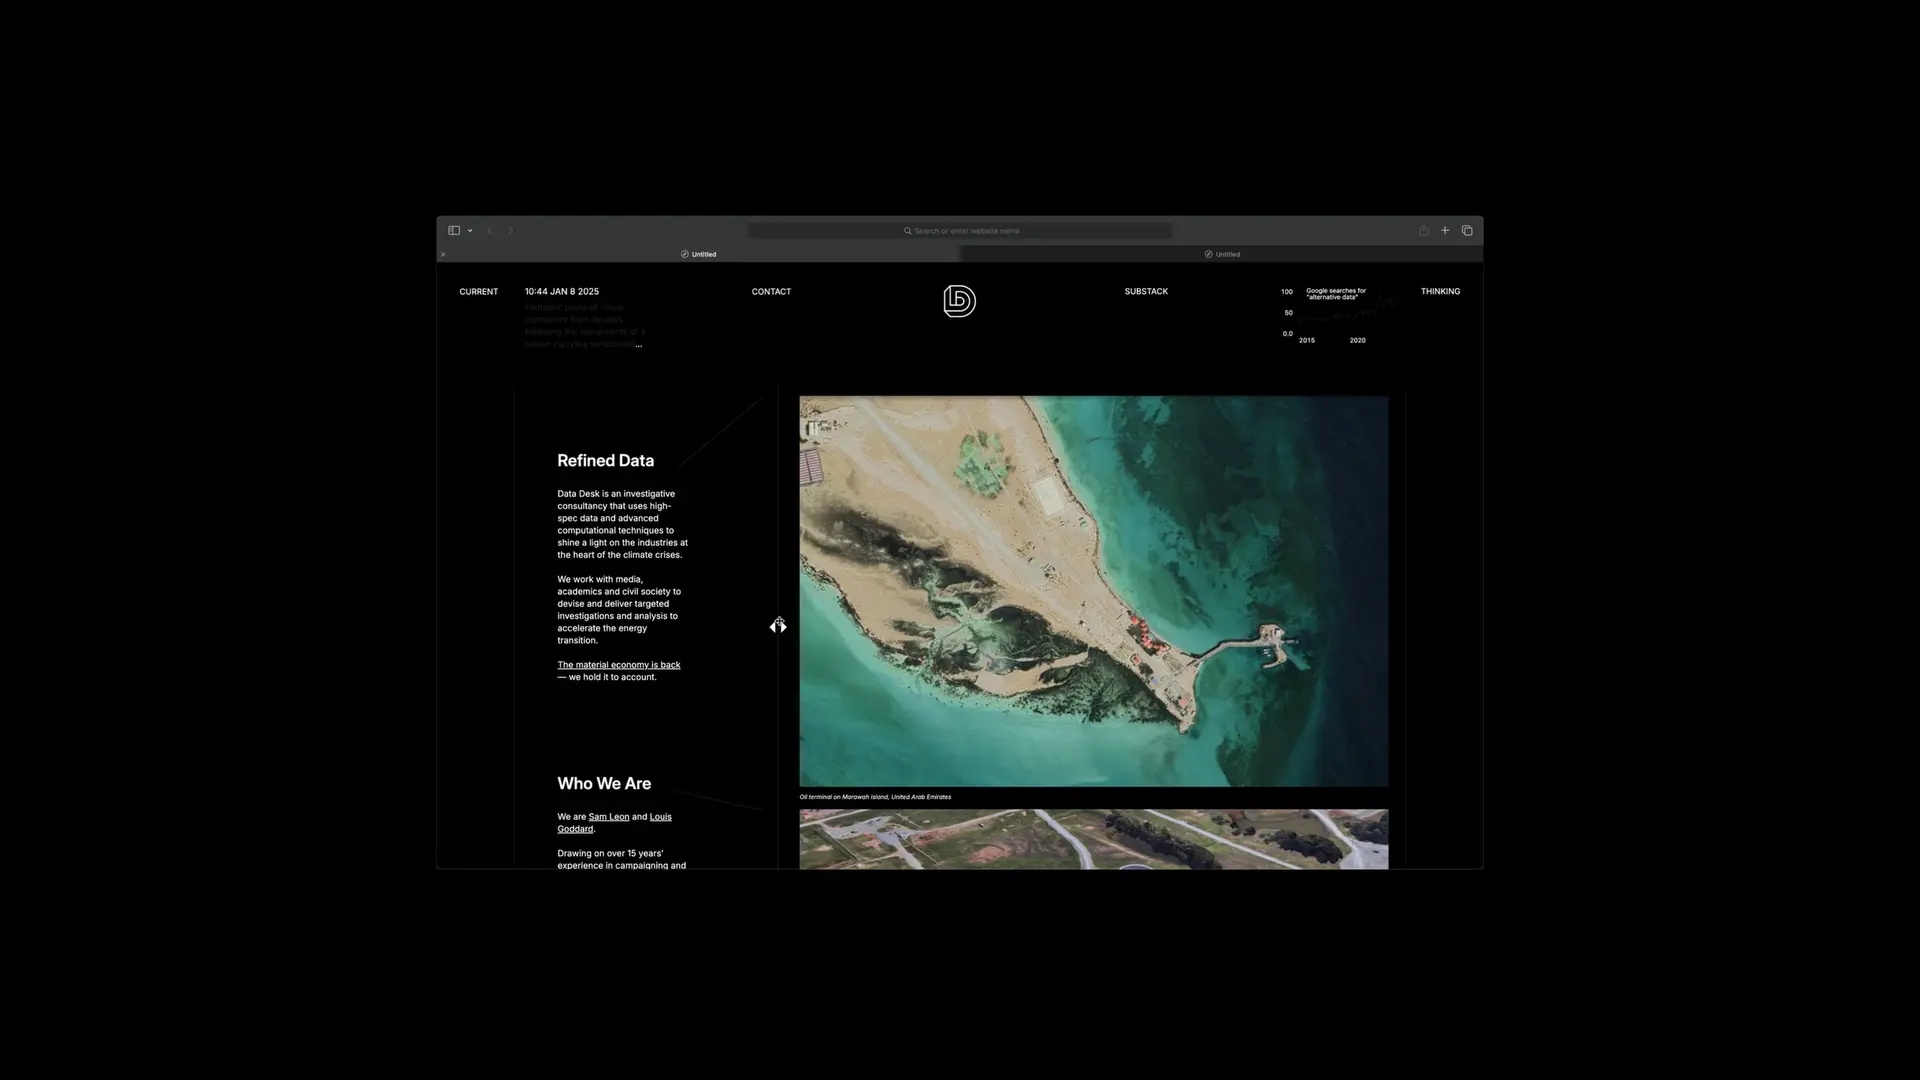 Search or enter website name
Untitled
Untitled
CURRENT
10:44 JAN 8 2025
Fantastic piece of visual
journalism from Reuters,
following the movements of a
tanker carrying sanctioned...
CONTACT
SUBSTACK
100
50
0.0
Google searches for
"alternative data"
2015
2020
THINKING
Refined Data
Data Desk is an investigative
consultancy that uses high-
spec data and advanced
computational techniques to
shine a light on the industries at
the heart of the climate crises.
We work with media,
academics and civil society to
devise and deliver targeted
investigations and analysis to
accelerate the energy
transition.
The material economy is back
— we hold it to account.
Oil terminal on Marawah Island, United Arab Emirates
Who We Are
We are Sam Leon and Louis
Goddard.
Drawing on over 15 years'
experience in campaigning and